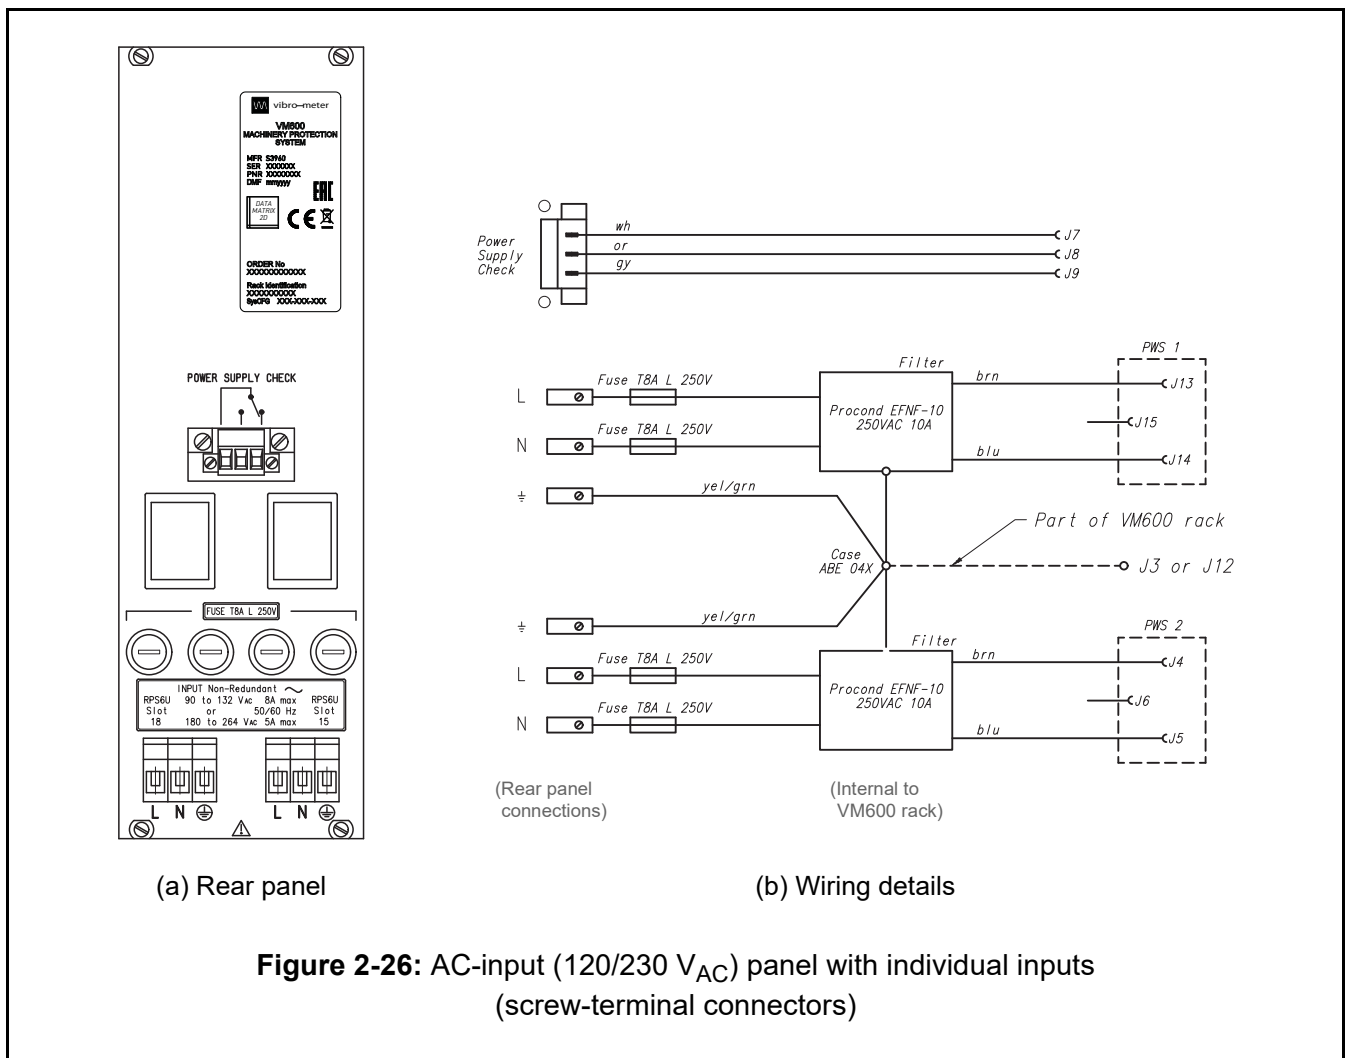 vibro-meter
VM600
MACHINERY PROTECTION
SYSTEM
MFR S3960
SER XXXXXXX
PNR XXXXXXXX
DMF mmyyyy
EAC
DATA
MATRIX
2D
CE
ORDER No
XXXXXXXXXXXX
Rack Identification
XXXXXXXXXX
SysCFG XXX-XXX-XXX
POWER SUPPLY CHECK
FUSE T8A L 250V
INPUT Non-Redundant
RPS6U 90 to 132 VAC 8A max RPS6U
Slot or 50/60 Hz Slot
18 180 to 264 VAC 5A max 15
L N L N
(a) Rear panel
Power
Supply
Check
wh J7
or J8
gy J9
Filter
PWS 1
L Fuse T8A L 250V brn J13
Procond EFNF-10
250VAC 10A
J15
N Fuse T8A L 250V blu J14
yel/grn
Part of VM600 rack
Case
ABE 04X
J3 or J12
yel/grn
Filter
PWS 2
L Fuse T8A L 250V brn J4
Procond EFNF-10
250VAC 10A
J6
N Fuse T8A L 250V blu J5
(Rear panel
connections)
(Internal to
VM600 rack)
(b) Wiring details
Figure 2-26: AC-input (120/230 VAC) panel with individual inputs
(screw-terminal connectors)